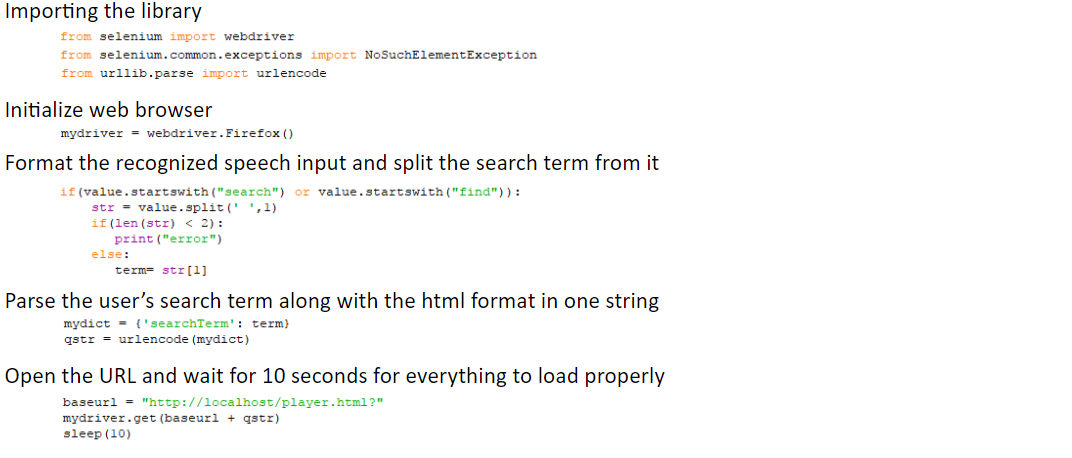 Importing the library
from selenium import webdriver
from selenium.common.exceptions import NoSuchElementException
from urllib.parse import urlencode
Initialize web browser
mydriver = webdriver.Firefox()
Format the recognized speech input and split the search term from it
if(value.startswith("search") or value.startswith("find")):
str = value.split(' ',1)
if(len(str) < 2):
print("error")
else:
term= str[1]
Parse the user’s search term along with the html format in one string
mydict = {'searchTerm': term}
qstr = urlencode(mydict)
Open the URL and wait for 10 seconds for everything to load properly
baseurl = "http://localhost/player.html?"
mydriver.get(baseurl + qstr)
sleep(10)